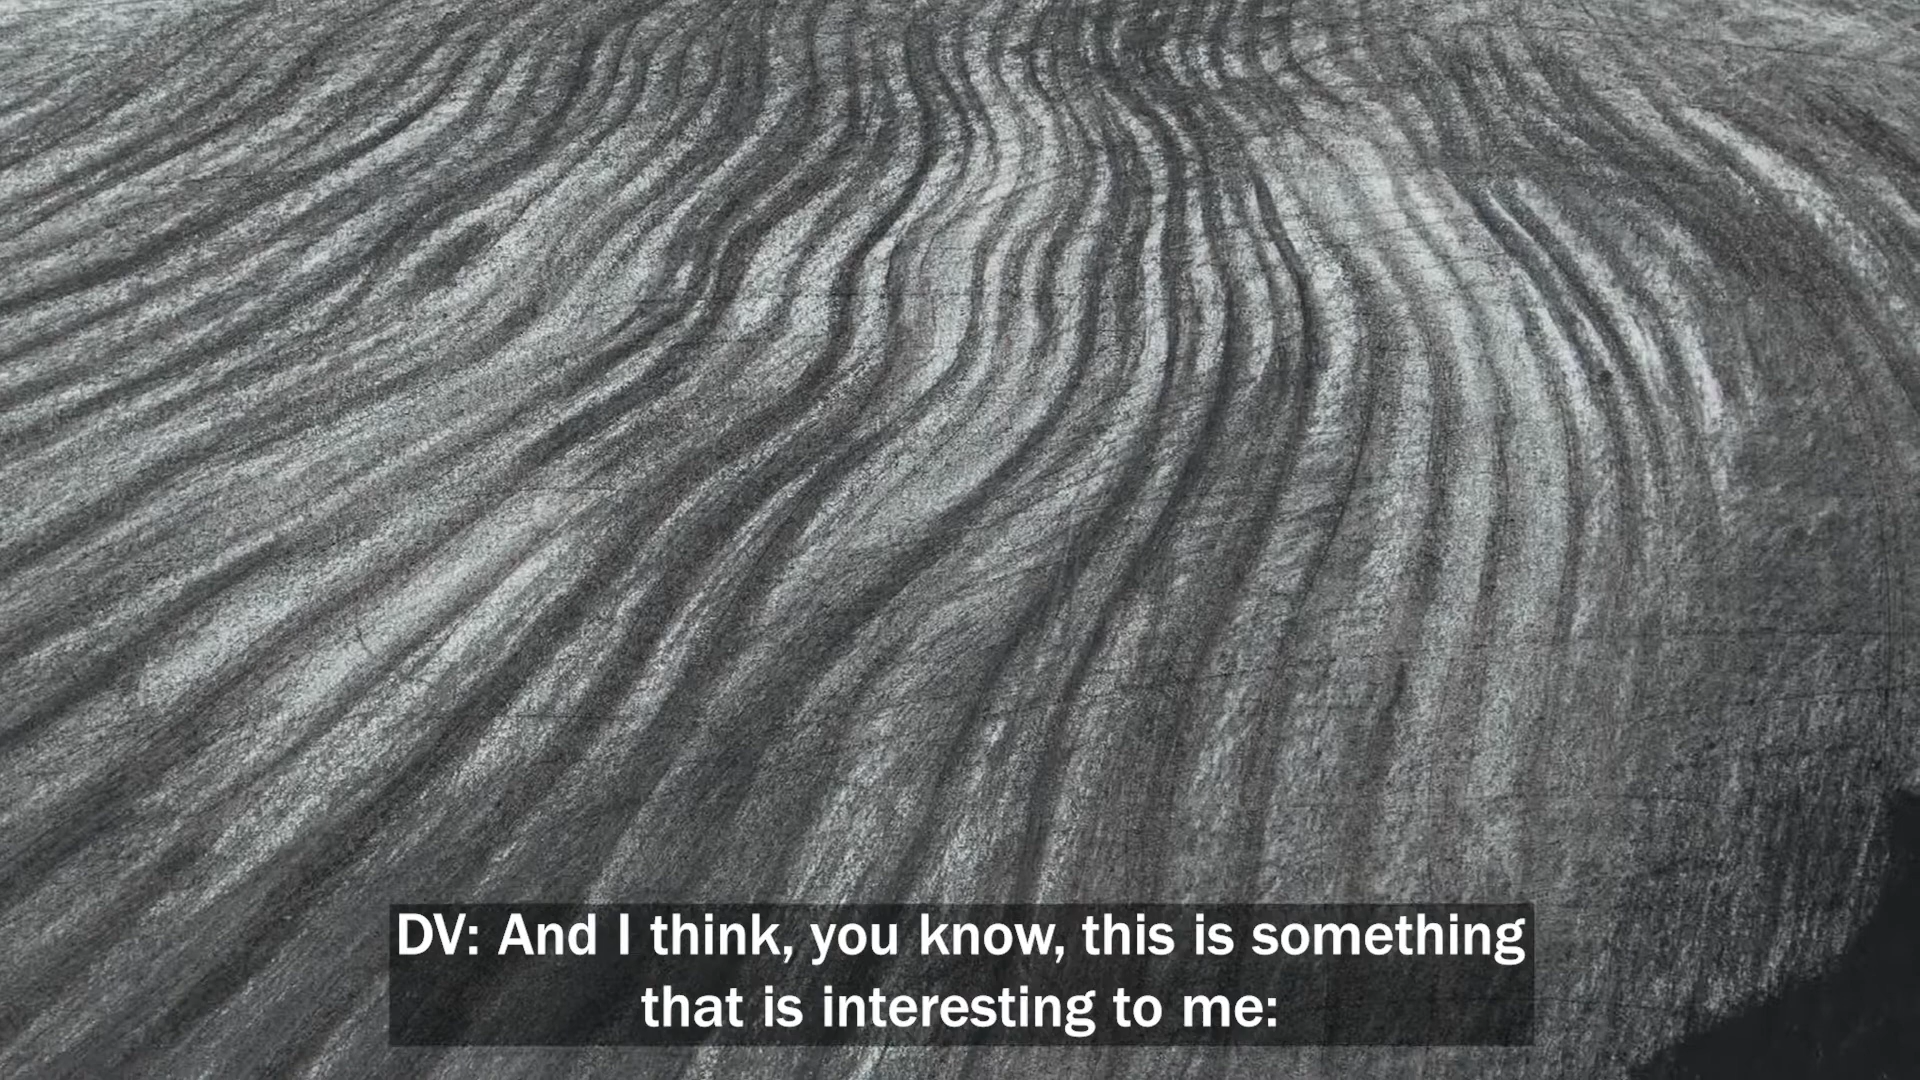 DV: And I think, you know, this is something
that is interesting to me: